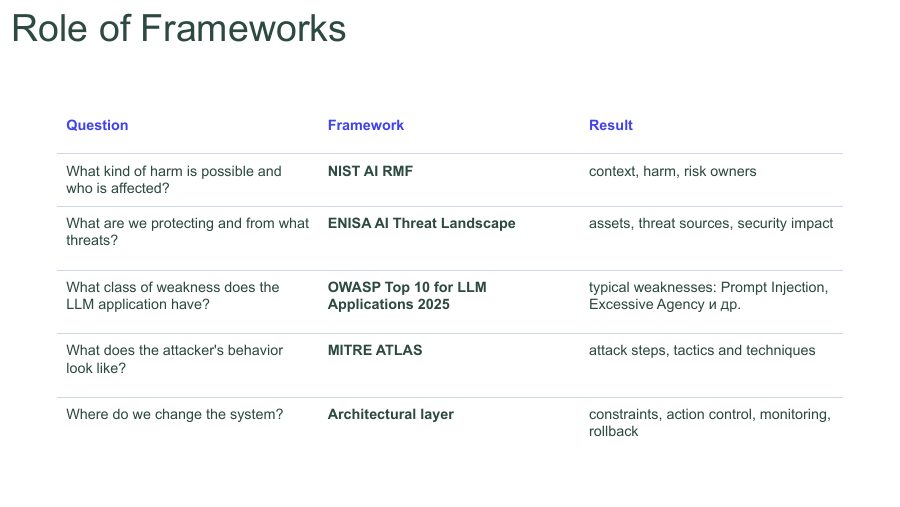 Role of Frameworks
Question
Framework
Result
What kind of harm is possible and
who is affected?
NIST AI RMF
context, harm, risk owners
What are we protecting and from what
threats?
ENISA AI Threat Landscape
assets, threat sources, security impact
What class of weakness does the
LLM application have?
OWASP Top 10 for LLM
Applications 2025
typical weaknesses: Prompt Injection,
Excessive Agency и др.
What does the attacker's behavior
look like?
MITRE ATLAS
attack steps, tactics and techniques
Where do we change the system?
Architectural layer
constraints, action control, monitoring,
rollback